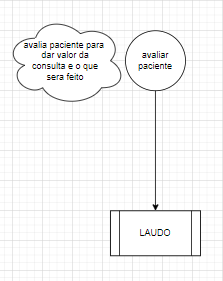 avalia paciente para
dar valor da
consulta e o que
sera feito
avaliar
paciente
LAUDO